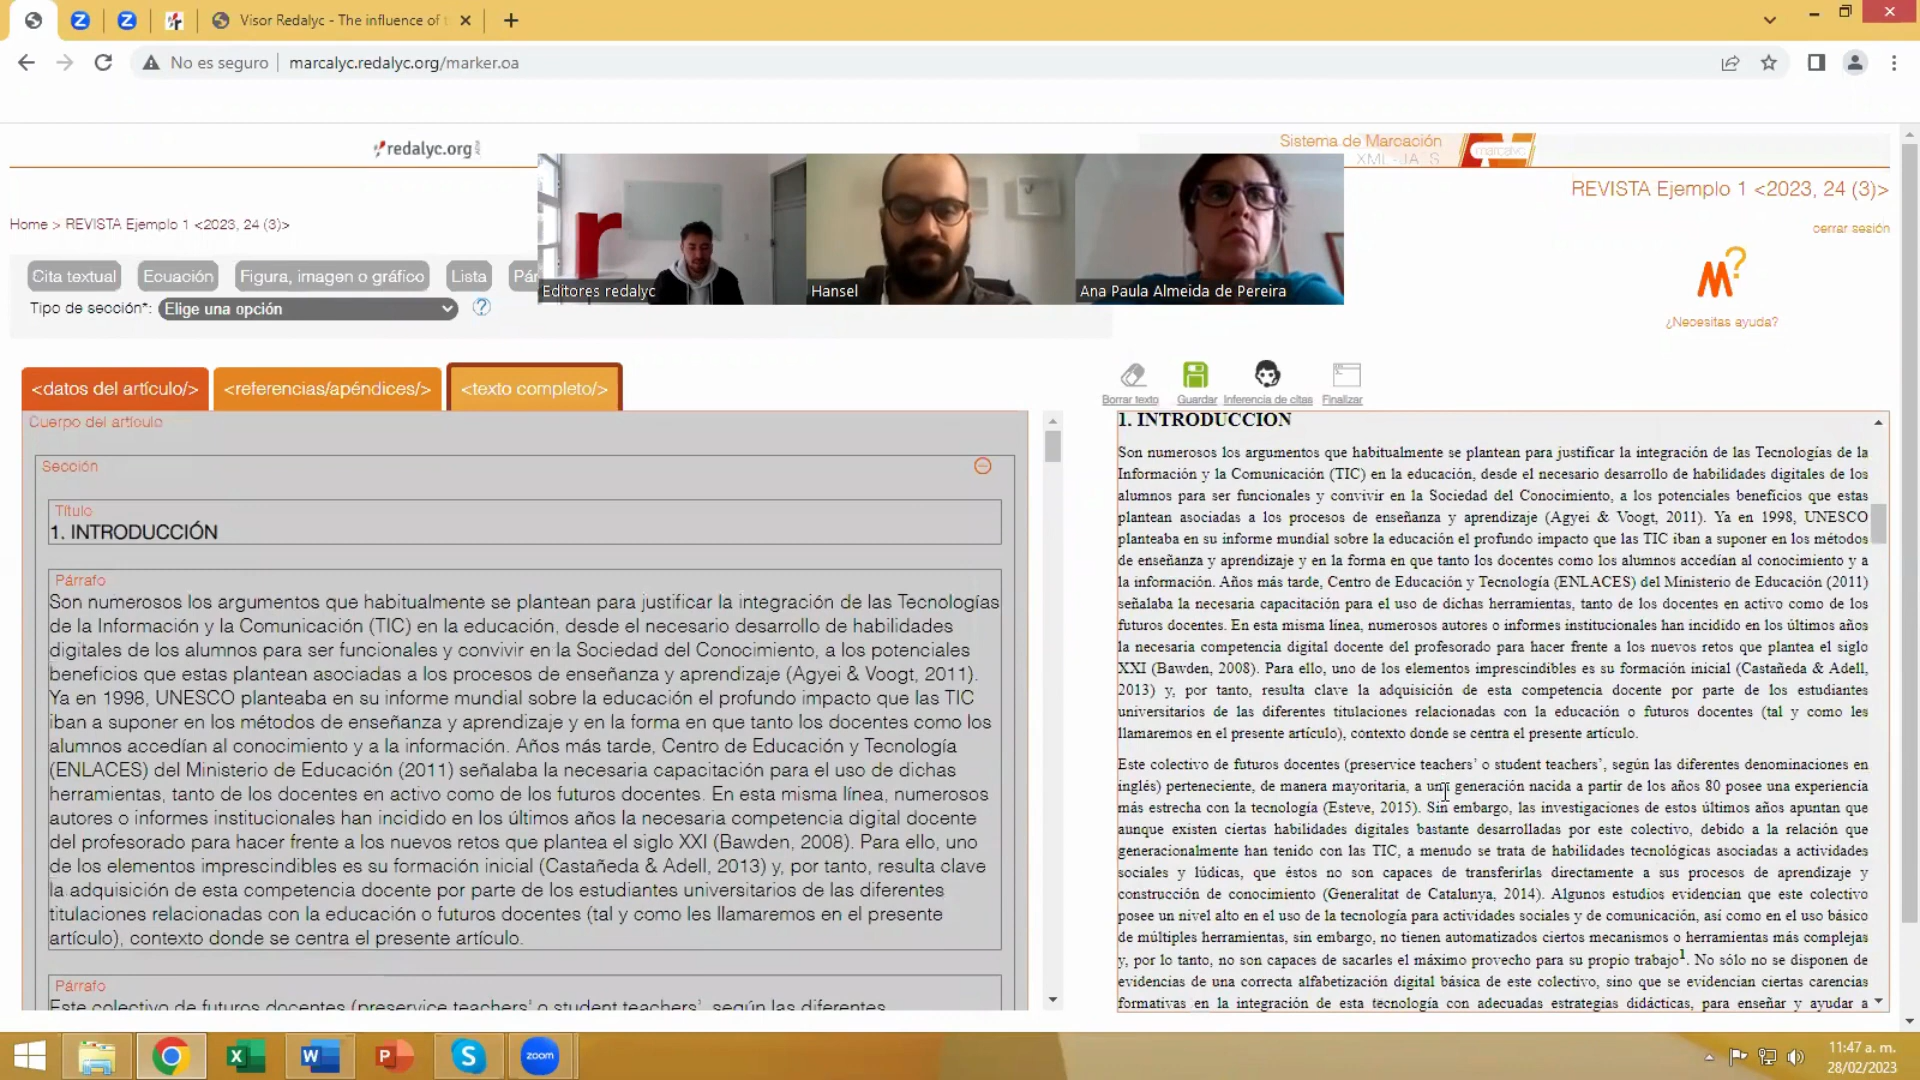 Visor Redalyc - The influence of t
No es seguro
marcalyc.redalyc.org/marker.oa
redalyc.org
Sistema de Marcación
marcalyc
REVISTA Ejemplo 1 <2023, 24 (3)>
Home > REVISTA Ejemplo 1 <2023, 24 (3)>
cerrar sesión
Cita textual
Ecuación
Figura, imagen o gráfico
Lista
Pár
Editores redalyc
Hansel
Ana Paula Almeida de Pereira
Tipo de sección*:
Elige una opción
¿Necesitas ayuda?
<datos del artículo/>
<referencias/apéndices/>
<texto completo/>
Borrar texto
Guardar
Inferencia de citas
Finalizar
Cuerpo del artículo
Sección
Título
1. INTRODUCCIÓN
Párrafo
Son numerosos los argumentos que habitualmente se plantean para justificar la integración de las Tecnologías
de la Información y la Comunicación (TIC) en la educación, desde el necesario desarrollo de habilidades
digitales de los alumnos para ser funcionales y convivir en la Sociedad del Conocimiento, a los potenciales
beneficios que estas plantean asociadas a los procesos de enseñanza y aprendizaje (Agyei & Voogt, 2011).
Ya en 1998, UNESCO planteaba en su informe mundial sobre la educación el profundo impacto que las TIC
iban a suponer en los métodos de enseñanza y aprendizaje y en la forma en que tanto los docentes como los
alumnos accedían al conocimiento y a la información. Años más tarde, Centro de Educación y Tecnología
(ENLACES) del Ministerio de Educación (2011) señalaba la necesaria capacitación para el uso de dichas
herramientas, tanto de los docentes en activo como de los futuros docentes. En esta misma línea, numerosos
autores o informes institucionales han incidido en los últimos años la necesaria competencia digital docente
del profesorado para hacer frente a los nuevos retos que plantea el siglo XXI (Bawden, 2008). Para ello, uno
de los elementos imprescindibles es su formación inicial (Castañeda & Adell, 2013) y, por tanto, resulta clave
la adquisición de esta competencia docente por parte de los estudiantes universitarios de las diferentes
titulaciones relacionadas con la educación o futuros docentes (tal y como les llamaremos en el presente
artículo), contexto donde se centra el presente artículo.
Párrafo
Este colectivo de futuros docentes (preservice teachers' o student teachers', según las diferentes
1. INTRODUCCIÓN
Son numerosos los argumentos que habitualmente se plantean para justificar la integración de las Tecnologías de la
Información y la Comunicación (TIC) en la educación, desde el necesario desarrollo de habilidades digitales de los
alumnos para ser funcionales y convivir en la Sociedad del Conocimiento, a los potenciales beneficios que estas
plantean asociadas a los procesos de enseñanza y aprendizaje (Agyei & Voogt, 2011). Ya en 1998, UNESCO
planteaba en su informe mundial sobre la educación el profundo impacto que las TIC iban a suponer en los métodos
de enseñanza y aprendizaje y en la forma en que tanto los docentes como los alumnos accedían al conocimiento y a
la información. Años más tarde, Centro de Educación y Tecnología (ENLACES) del Ministerio de Educación (2011)
señalaba la necesaria capacitación para el uso de dichas herramientas, tanto de los docentes en activo como de los
futuros docentes. En esta misma línea, numerosos autores o informes institucionales han incidido en los últimos años
la necesaria competencia digital docente del profesorado para hacer frente a los nuevos retos que plantea el siglo
XXI (Bawden, 2008). Para ello, uno de los elementos imprescindibles es su formación inicial (Castañeda & Adell,
2013) y, por tanto, resulta clave la adquisición de esta competencia docente por parte de los estudiantes
universitarios de las diferentes titulaciones relacionadas con la educación o futuros docentes (tal y como les
llamaremos en el presente artículo), contexto donde se centra el presente artículo.
Este colectivo de futuros docentes (preservice teachers' o student teachers', según las diferentes denominaciones en
inglés) perteneciente, de manera mayoritaria, a una generación nacida a partir de los años 80 posee una experiencia
más estrecha con la tecnología (Esteve, 2015). Sin embargo, las investigaciones de estos últimos años apuntan que
aunque existen ciertas habilidades digitales bastante desarrolladas por este colectivo, debido a la relación que
generacionalmente han tenido con las TIC, a menudo se trata de habilidades tecnológicas asociadas a actividades
sociales y lúdicas, que éstos no son capaces de transferirlas directamente a sus procesos de aprendizaje y
construcción de conocimiento (Generalitat de Catalunya, 2014). Algunos estudios evidencian que este colectivo
posee un nivel alto en el uso de la tecnología para actividades sociales y de comunicación, así como en el uso básico
de múltiples herramientas, sin embargo, no tienen automatizados ciertos mecanismos o herramientas más complejas
y, por lo tanto, no son capaces de sacarles el máximo provecho para su propio trabajo1. No sólo no se disponen de
evidencias de una correcta alfabetización digital básica de este colectivo, sino que se evidencian ciertas carencias
formativas en la integración de esta tecnología con adecuadas estrategias didácticas, para enseñar y ayudar a
zoom
11:47 a. m.
28/02/2023